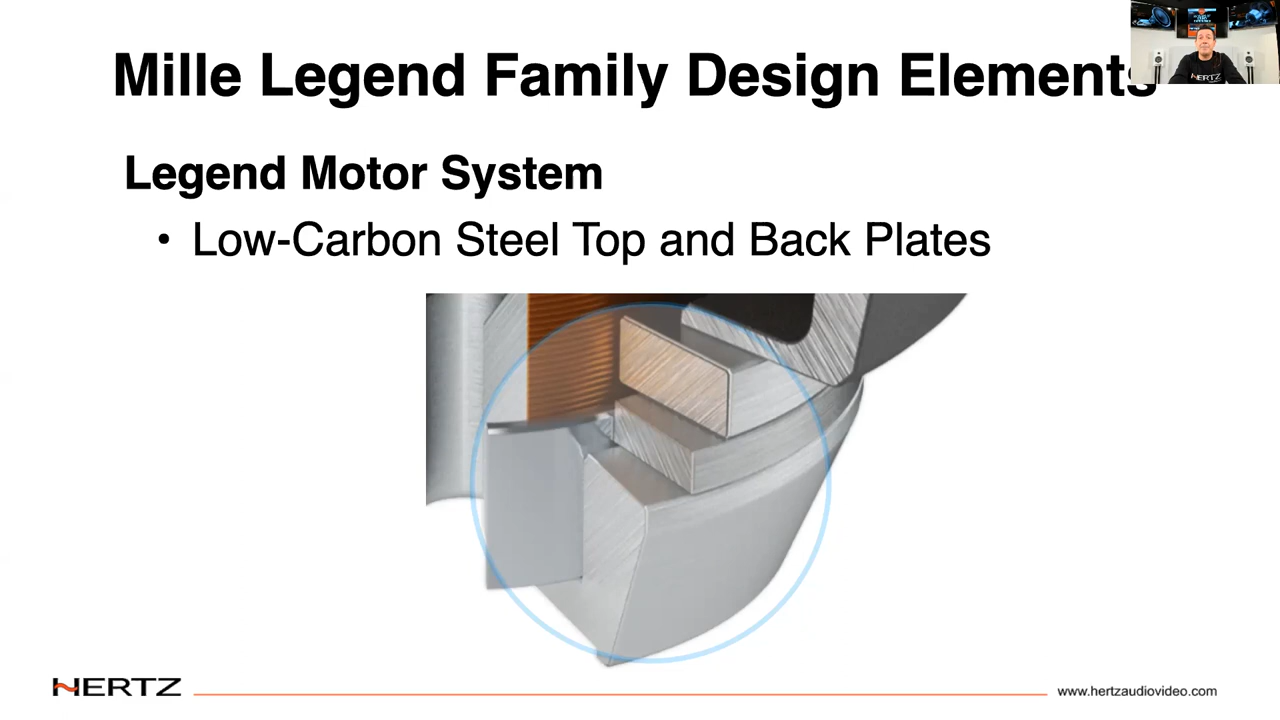 Mille Legend Family Design Elements
HERTZ
Legend Motor System
• Low-Carbon Steel Top and Back Plates
HERTZ
www.hertzaudiovideo.com